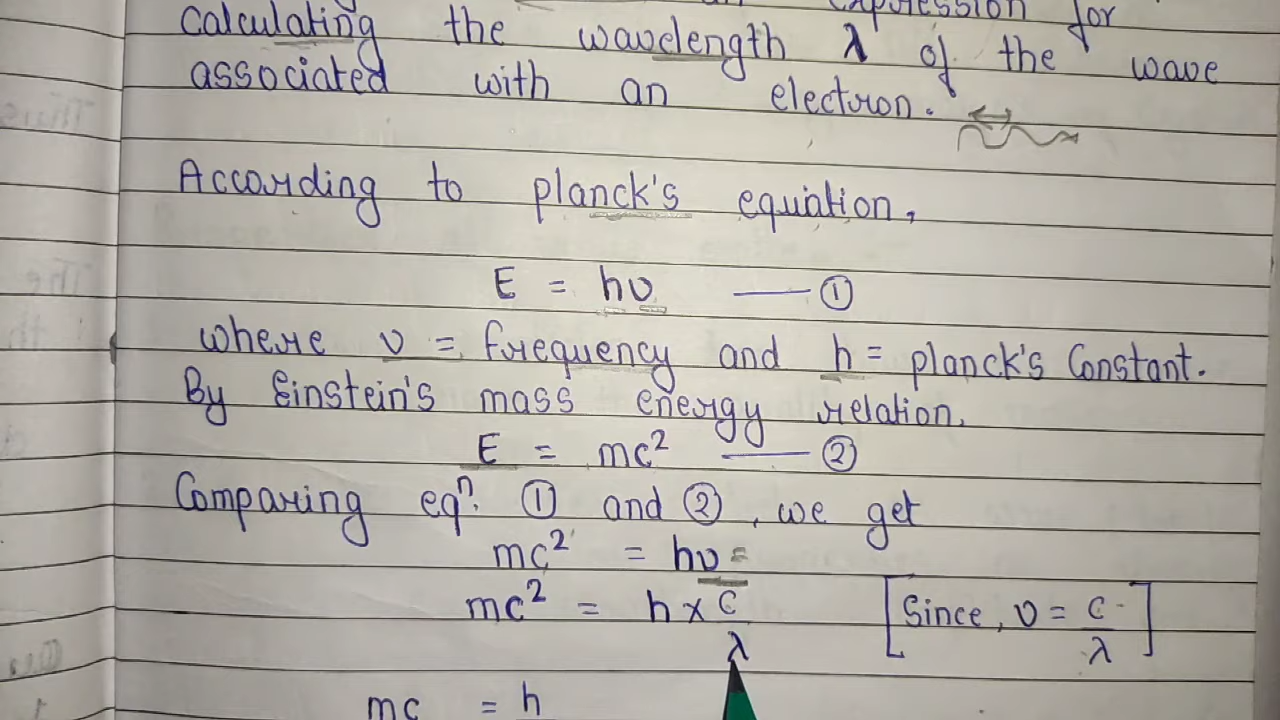 expression for
calculating the wavelength λ of the wave
associated with an electron.
According to planck's equation,
E = hυ —— ①
where υ = frequency and h = planck's Constant.
By Einstein's mass energy relation.
E = mc² —— ②
Comparing eqⁿ. ① and ②, we get
mc² = hυ =
mc² = h × c/λ [Since, υ = c/λ]
mc = h